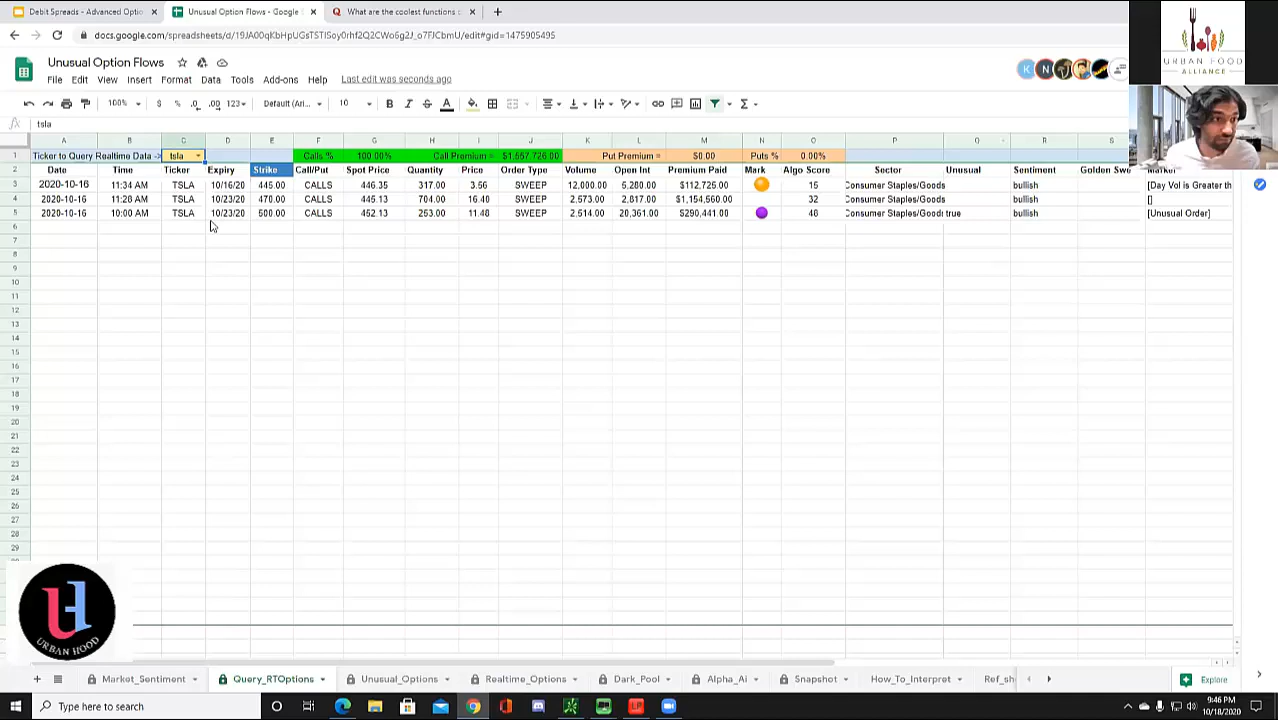 Debit Spreads - Advanced Optio
Unusual Option Flows - Google
What are the coolest functions
docs.google.com/spreadsheets/d/19JA00qKbHpUGsTSTlSoy0rhf2Q2CWo6g2J_o7FJCbmU/edit#gid=1475905495
URBAN FOOD
ALLIANCE
Unusual Option Flows
K N
File Edit View Insert Format Data Tools Add-ons Help Last edit was seconds ago
100% $ % .0 .00 123 Default (Ari... 10 B I S A
fx tsla
A B C D E F G H I J K L M N O P Q R S
1 Ticker to Query Realtime Data -> tsla Calls % 100.00% Call Premium = $1,557,726.00 Put Premium = $0.00 Puts % 0.00%
2 Date Time Ticker Expiry Strike Call/Put Spot Price Quantity Price Order Type Volume Open Int Premium Paid Mark Algo Score Sector Unusual Sentiment Golden Swe
3 2020-10-16 11:34 AM TSLA 10/16/20 445.00 CALLS 446.35 317.00 3.56 SWEEP 12,000.00 5,280.00 $112,725.00 15 Consumer Staples/Goods bullish [Day Vol is Greater th
4 2020-10-16 11:28 AM TSLA 10/23/20 470.00 CALLS 445.13 704.00 16.40 SWEEP 2,573.00 2,817.00 $1,154,560.00 32 Consumer Staples/Goods bullish []
5 2020-10-16 10:00 AM TSLA 10/23/20 500.00 CALLS 452.13 253.00 11.48 SWEEP 2,514.00 20,361.00 $290,441.00 48 Consumer Staples/Goods true bullish [Unusual Order]
6
7
8
9
10
11
12
13
14
15
16
17
18
19
20
21
22
23
24
25
26
27
28
29
URBAN HOOD
Market_Sentiment Query_RTOptions Unusual_Options Realtime_Options Dark_Pool Alpha_Ai Snapshot How_To_Interpret Ref_sh Explore
Type here to search
9:46 PM
10/18/2020